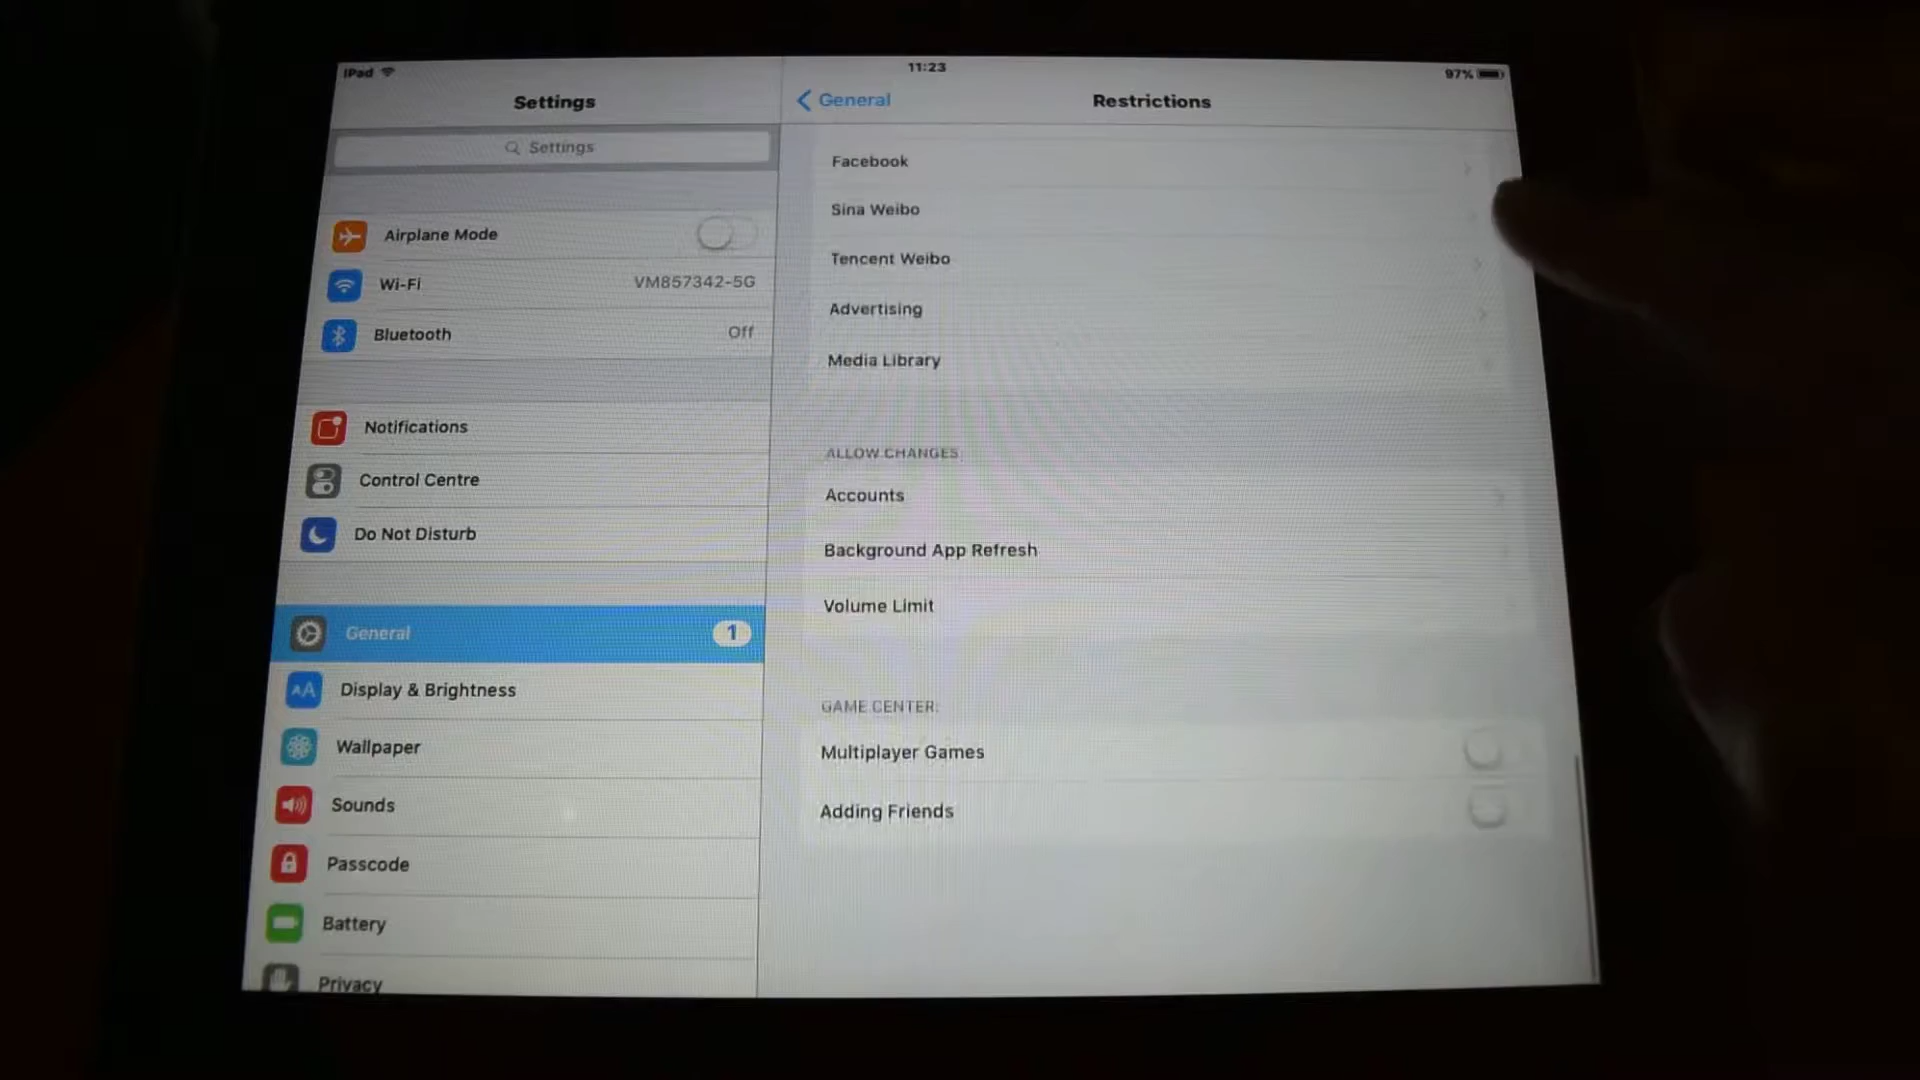 iPad
11:23
97%
Settings
General
Restrictions
Settings
Airplane Mode
Wi-Fi
VM857342-5G
Bluetooth
Off
Notifications
Control Centre
Do Not Disturb
General
1
AA
Display & Brightness
Wallpaper
Sounds
Passcode
Battery
Privacy
Facebook
Sina Weibo
Tencent Weibo
Advertising
Media Library
ALLOW CHANGES:
Accounts
Background App Refresh
Volume Limit
GAME CENTER:
Multiplayer Games
Adding Friends